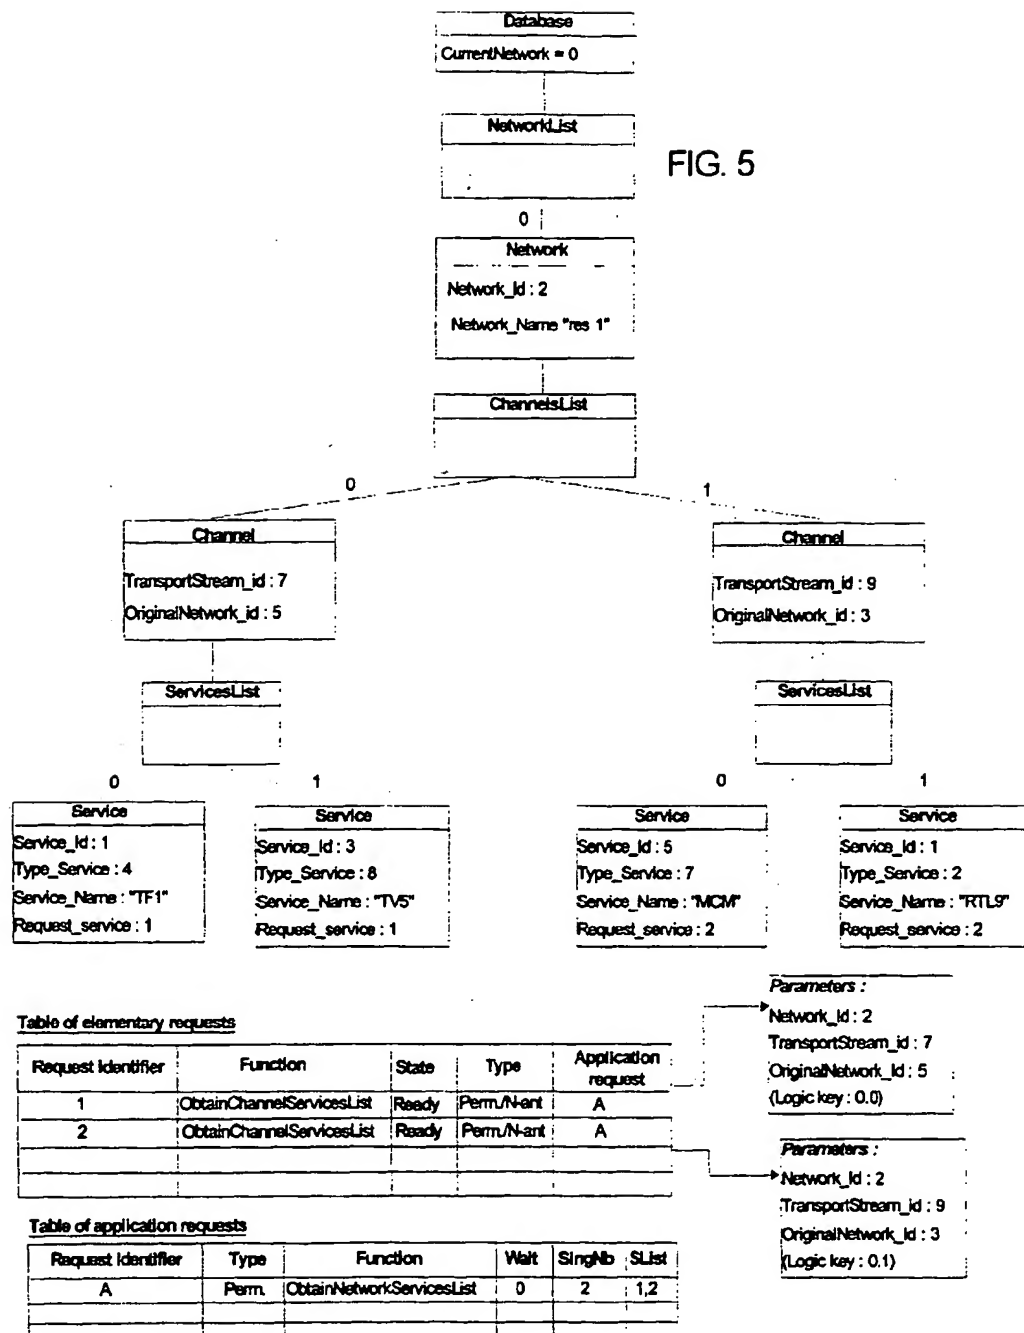 Database
CurrentNetwork = 0
NetworkList
FIG. 5
0
Network
Network_Id : 2
Network_Name "res 1"
ChannelsList
0
1
Channel
TransportStream_id : 7
OriginalNetwork_id : 5
Channel
TransportStream_id : 9
OriginalNetwork_id : 3
ServicesList
ServicesList
0
1
0
1
Service
Service_Id : 1
Type_Service : 4
Service_Name : "TF1"
Request_service : 1
Service
Service_Id : 3
Type_Service : 8
Service_Name : "TV5"
Request_service : 1
Service
Service_Id : 5
Type_Service : 7
Service_Name : "MCM"
Request_service : 2
Service
Service_Id : 1
Type_Service : 2
Service_Name : "RTL9"
Request_service : 2
Table of elementary requests
Request Identifier Function State Type Application request
1 ObtainChannelServicesList Ready Perm./N-ant A
2 ObtainChannelServicesList Ready Perm./N-ant A
Parameters :
Network_Id : 2
TransportStream_id : 7
OriginalNetwork_Id : 5
(Logic key : 0.0)
Parameters :
Network_Id : 2
TransportStream_id : 9
OriginalNetwork_Id : 3
(Logic key : 0.1)
Table of application requests
Request Identifier Type Function Wait SingNb SList
A Perm. ObtainNetworkServicesList 0 2 1,2